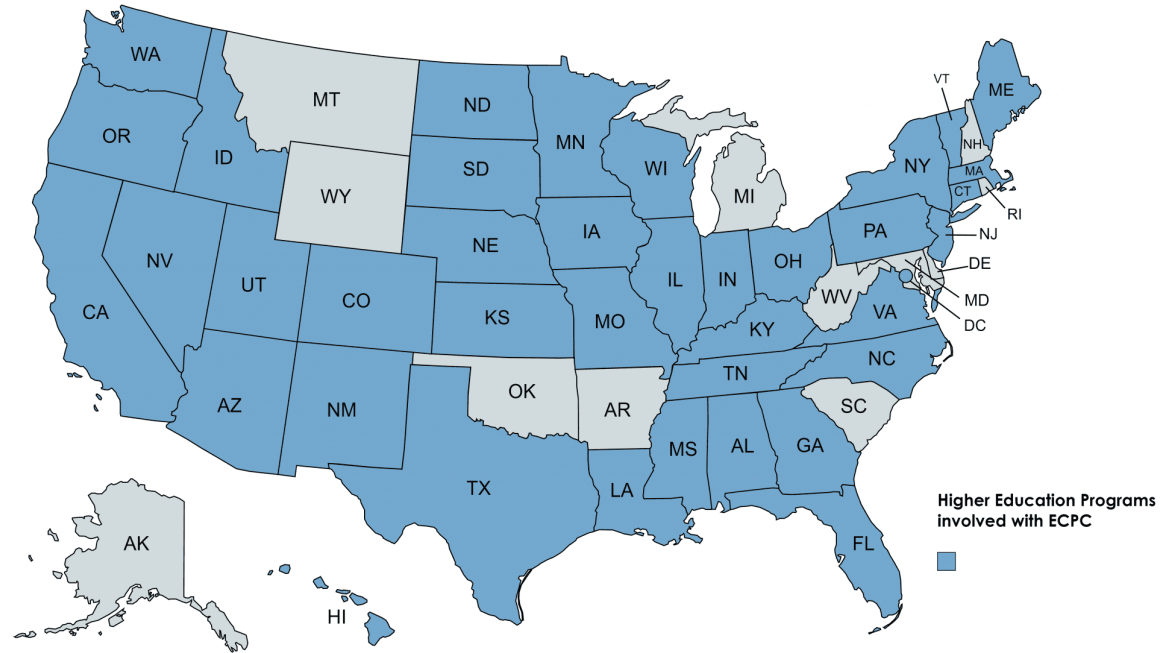 WA
MT
ND
MN
ME
VT
OR
ID
SD
WI
NY
NH
MA
CT
RI
WY
MI
NV
UT
CO
NE
IA
IL
IN
OH
PA
NJ
DE
MD
DC
CA
KS
MO
KY
WV
VA
AZ
NM
OK
AR
TN
NC
SC
TX
LA
MS
AL
GA
FL
AK
HI
Higher Education Programs
involved with ECPC